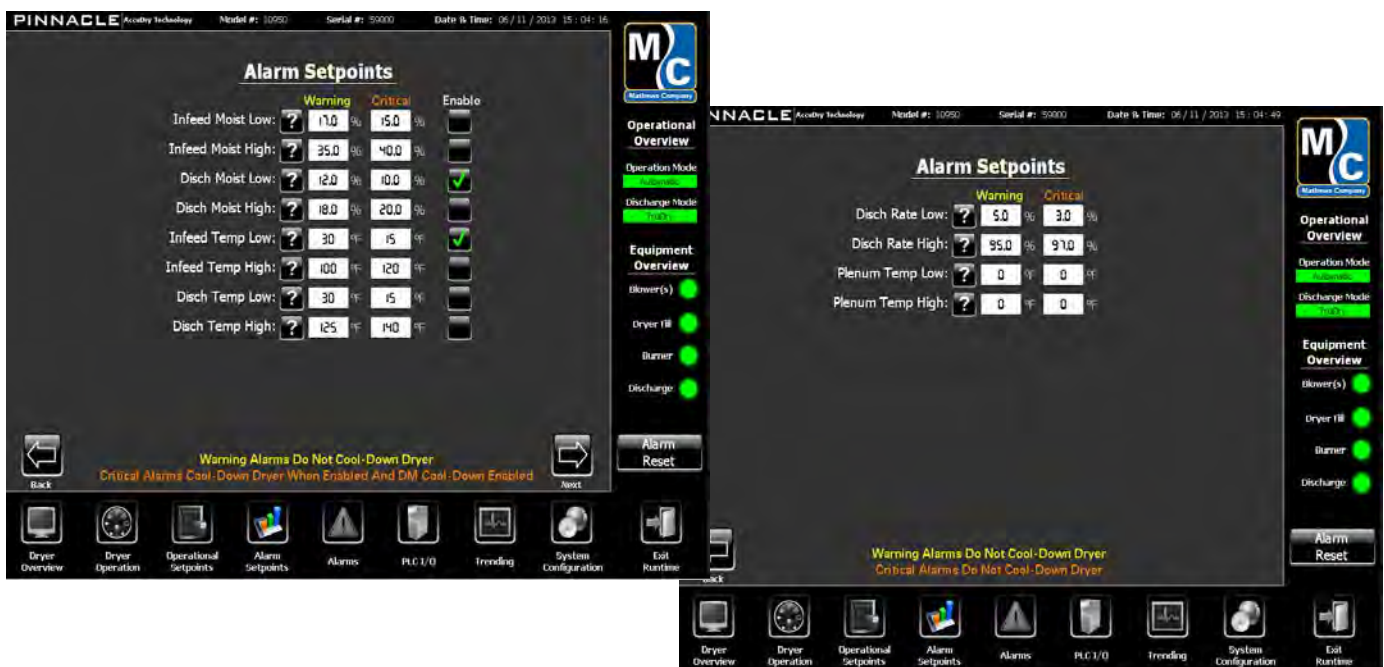 PINNACLE AccuDry Technology Model #: 10950 Serial #: 59000 Date & Time: 06/11/2013 15:04:16
MC
Mathews Company
Alarm Setpoints
Warning Critical Enable
Infeed Moist Low: ? 17.0 % 15.0 %
Infeed Moist High: ? 35.0 % 40.0 %
Disch Moist Low: ? 12.0 % 10.0 %
Disch Moist High: ? 18.0 % 20.0 %
Infeed Temp Low: ? 30 °F 15 °F
Infeed Temp High: ? 100 °F 120 °F
Disch Temp Low: ? 30 °F 15 °F
Disch Temp High: ? 125 °F 140 °F
Operational
Overview
Operation Mode
Automatic
Discharge Mode
TruDry
Equipment
Overview
Blower(s)
Dryer Fill
Burner
Discharge
Alarm
Reset
Warning Alarms Do Not Cool-Down Dryer
Critical Alarms Cool-Down Dryer When Enabled And DM Cool-Down Enabled
Back
Next
Dryer
Overview
Dryer
Operation
Operational
Setpoints
Alarm
Setpoints
Alarms
PLC I/O
Trending
System
Configuration
Exit
Runtime
NNACLE AccuDry Technology Model #: 10950 Serial #: 59000 Date & Time: 06/11/2013 15:04:49
MC
Mathews Company
Alarm Setpoints
Warning Critical
Disch Rate Low: ? 5.0 % 3.0 %
Disch Rate High: ? 95.0 % 97.0 %
Plenum Temp Low: ? 0 °F 0 °F
Plenum Temp High: ? 0 °F 0 °F
Operational
Overview
Operation Mode
Automatic
Discharge Mode
TruDry
Equipment
Overview
Blower(s)
Dryer Fill
Burner
Discharge
Alarm
Reset
Warning Alarms Do Not Cool-Down Dryer
Critical Alarms Do Not Cool-Down Dryer
Back
Dryer
Overview
Dryer
Operation
Operational
Setpoints
Alarm
Setpoints
Alarms
PLC I/O
Trending
System
Configuration
Exit
Runtime